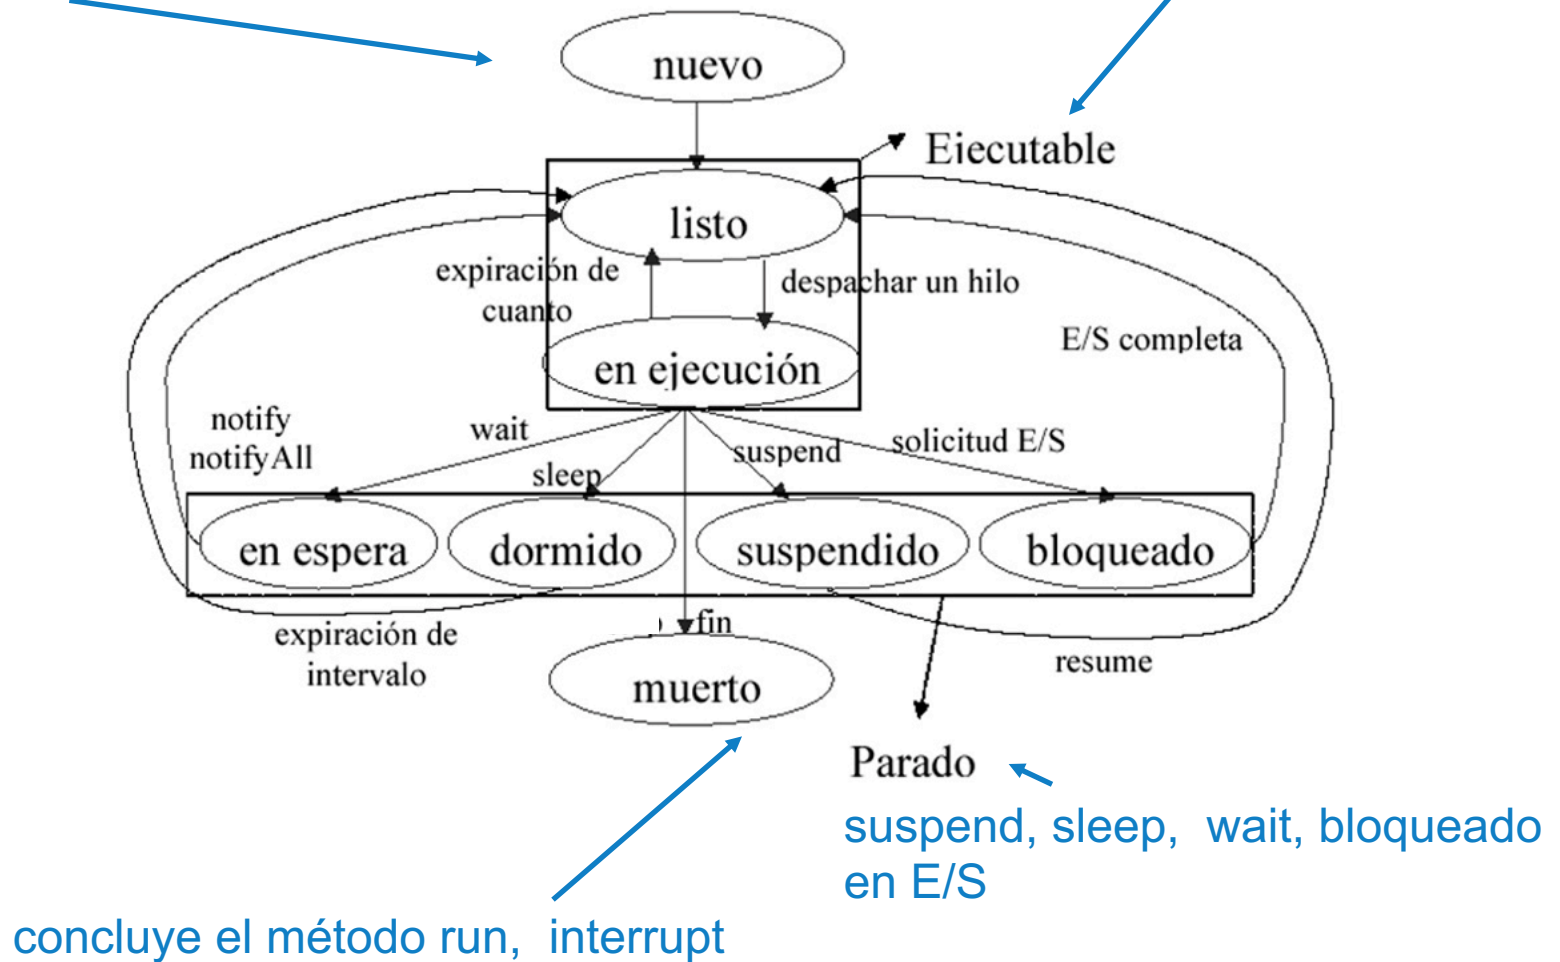 nuevo
Eiecutable
listo
expiración de
cuanto
despachar un hilo
E/S completa
en ejecución
notify
notifyAll
wait
sleep
suspend
solicitud E/S
en espera
dormido
suspendido
bloqueado
fin
expiración de
intervalo
muerto
resume
Parado
suspend, sleep, wait, bloqueado
en E/S
concluye el método run, interrupt